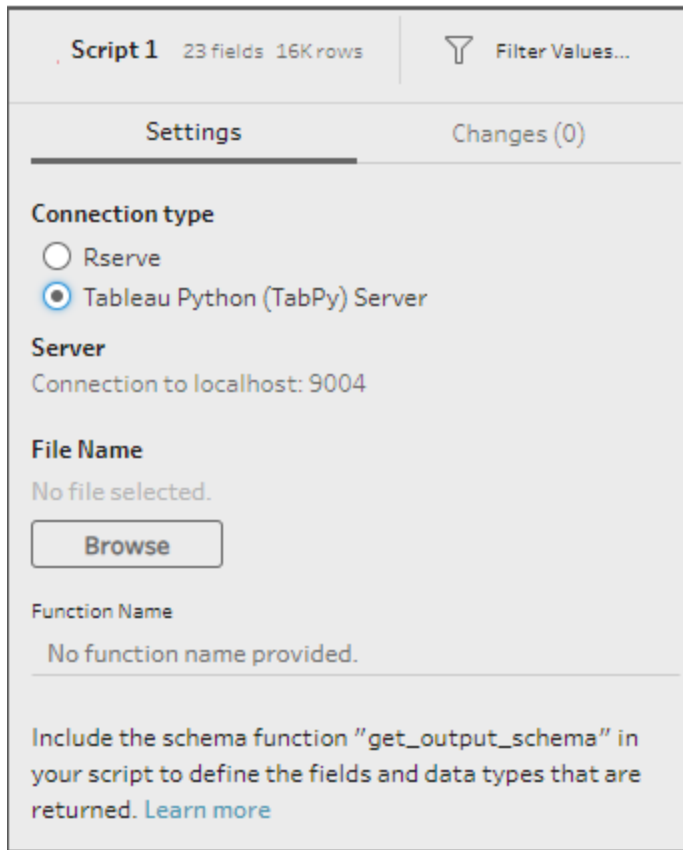 Script 1 23 fields 16K rows Filter Values...
Settings Changes (0)
Connection type
Rserve
Tableau Python (TabPy) Server
Server
Connection to localhost: 9004
File Name
No file selected.
Browse
Function Name
No function name provided.
Include the schema function "get_output_schema" in
your script to define the fields and data types that are
returned. Learn more